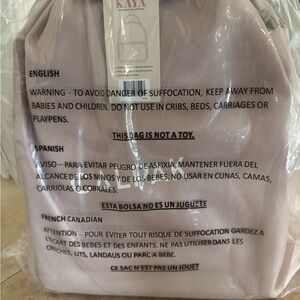 KAYA
ENGLISH
WARNING - TO AVOID DANGER OF SUFFOCATION, KEEP AWAY FROM
BABIES AND CHILDREN. DO NOT USE IN CRIBS, BEDS, CARRIAGES OR
PLAYPENS.
THIS BAG IS NOT A TOY.
SPANISH
AVISO - PARA EVITAR PELIGRO DE ASFIXIA MANTENER FUERA DEL
ALCANCE DE LOS NINOS Y DE LOS BEBES. NO USAR EN CUNAS, CAMAS,
CARRIOLAS O CORRALES.
ESTA BOLSA NO ES UN JUGUETE
FRENCH CANADIAN
ATTENTION - POUR EVITER TOUT RISQUE DE SUFFOCATION GARDEZ A
L'ECART DES BEBES ET DES ENFANTS. NE PAS UTILISER DANS LES
CRECHES, LITS, LANDAUS OU PARC A BEBE.
CE SAC N'EST PAS UN JOUET